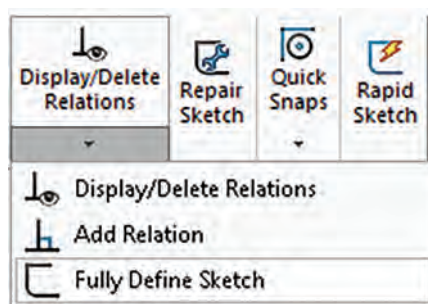 Display/Delete
Relations
Repair
Sketch
Quick
Snaps
Rapid
Sketch
Display/Delete Relations
Add Relation
Fully Define Sketch